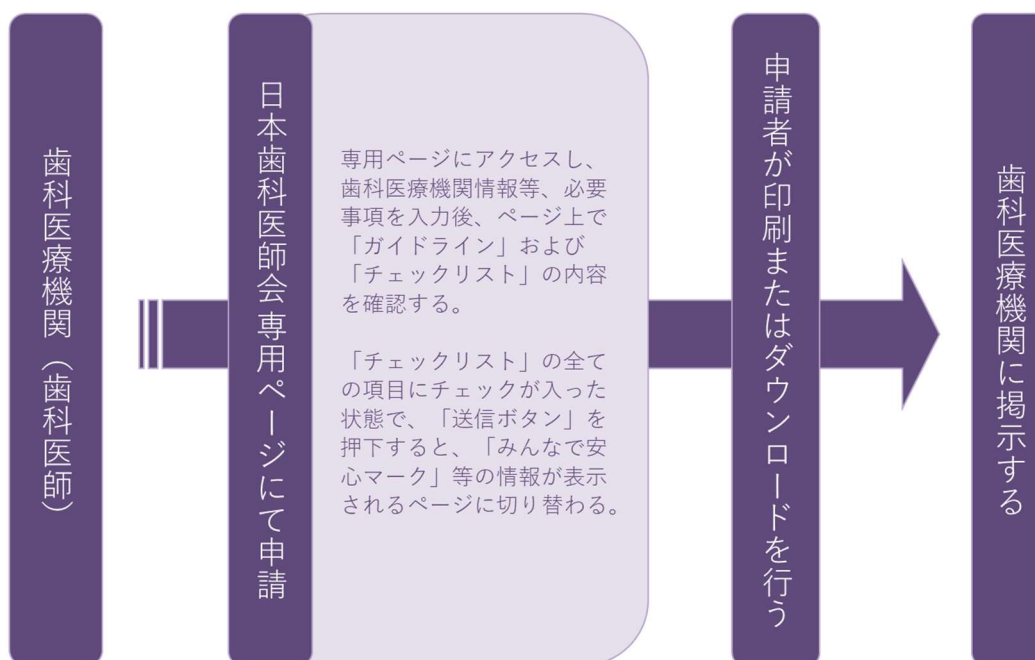 歯科医療機関（歯科医師）
日本歯科医師会 専用ページにて申請
専用ページにアクセスし、
歯科医療機関情報等、必要
事項を入力後、ページ上で
「ガイドライン」および
「チェックリスト」の内容
を確認する。
「チェックリスト」の全て
の項目にチェックが入った
状態で、「送信ボタン」を
押下すると、「みんなで安
心マーク」等の情報が表示
されるページに切り替わる。
申請者が印刷またはダウンロードを行う
歯科医療機関に掲示する